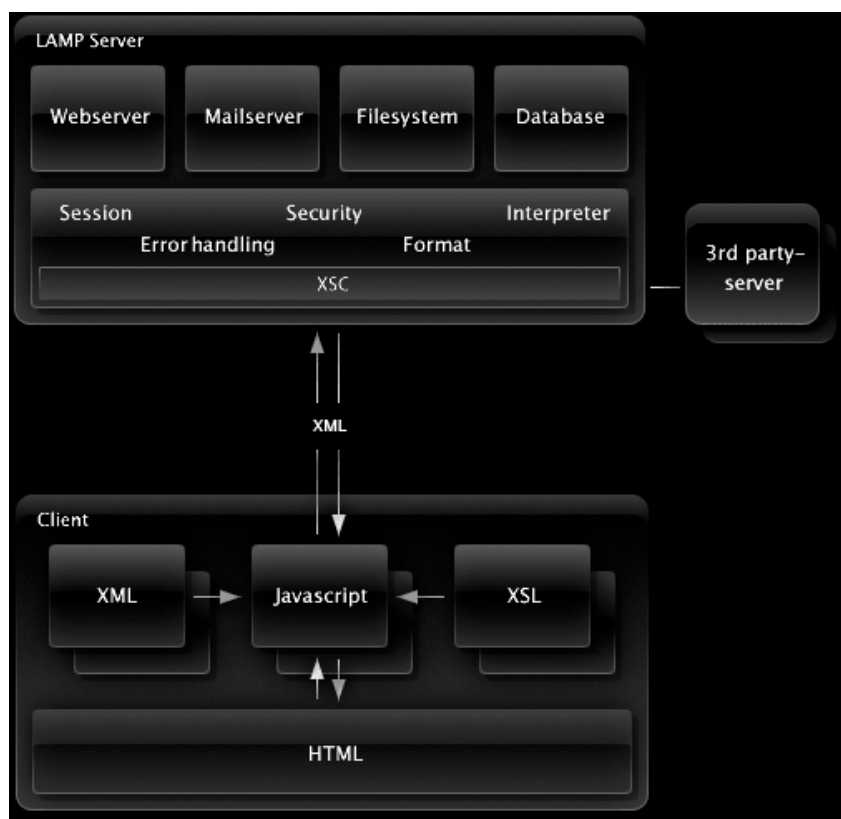 LAMP Server
Webserver
Mailserver
Filesystem
Database
Session
Security
Interpreter
Error handling
Format
XSC
3rd party-
server
XML
Client
XML
Javascript
XSL
HTML